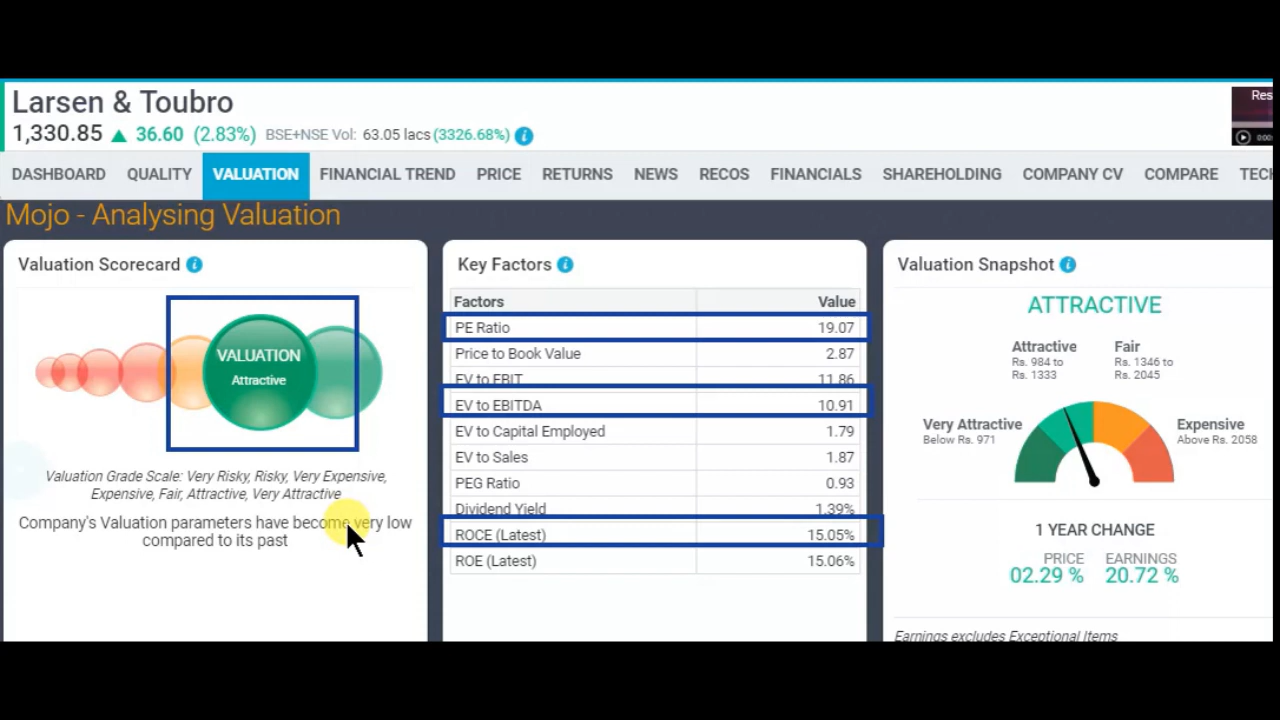 Larsen & Toubro
1,330.85 ▲ 36.60 (2.83%) BSE+NSE Vol: 63.05 lacs (3326.68%) i
Res
DASHBOARD QUALITY VALUATION FINANCIAL TREND PRICE RETURNS NEWS RECOS FINANCIALS SHAREHOLDING COMPANY CV COMPARE TECH
Mojo - Analysing Valuation
Valuation Scorecard i
VALUATION
Attractive
Valuation Grade Scale: Very Risky, Risky, Very Expensive,
Expensive, Fair, Attractive, Very Attractive
Company's Valuation parameters have become very low
compared to its past
Key Factors i
Factors Value
PE Ratio 19.07
Price to Book Value 2.87
EV to EBIT 11.86
EV to EBITDA 10.91
EV to Capital Employed 1.79
EV to Sales 1.87
PEG Ratio 0.93
Dividend Yield 1.39%
ROCE (Latest) 15.05%
ROE (Latest) 15.06%
Valuation Snapshot i
ATTRACTIVE
Attractive Fair
Rs. 984 to Rs. 1346 to
Rs. 1333 Rs. 2045
Very Attractive Expensive
Below Rs. 971 Above Rs. 2058
1 YEAR CHANGE
PRICE EARNINGS
02.29 % 20.72 %
Earnings excludes Exceptional Items